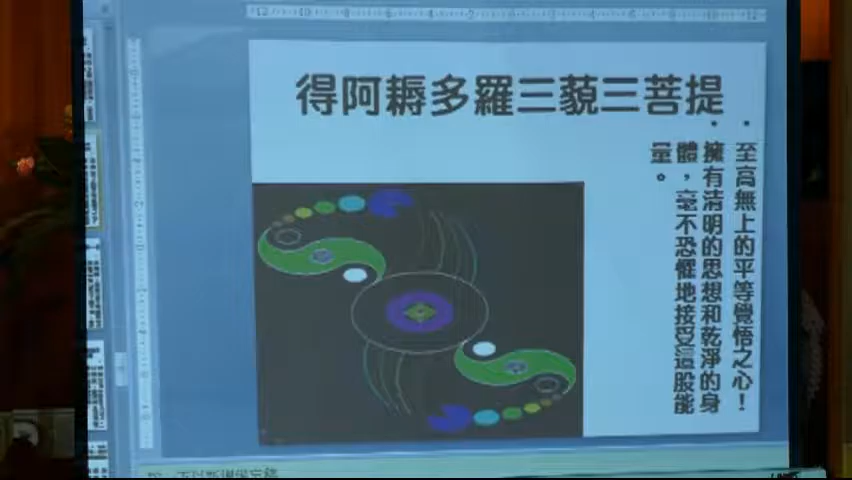 得阿耨多羅三藐三菩提
．至高無上的平等覺悟之心！
．擁有清明的思想和乾淨的身
體，毫不恐懼地接受這股能
量。